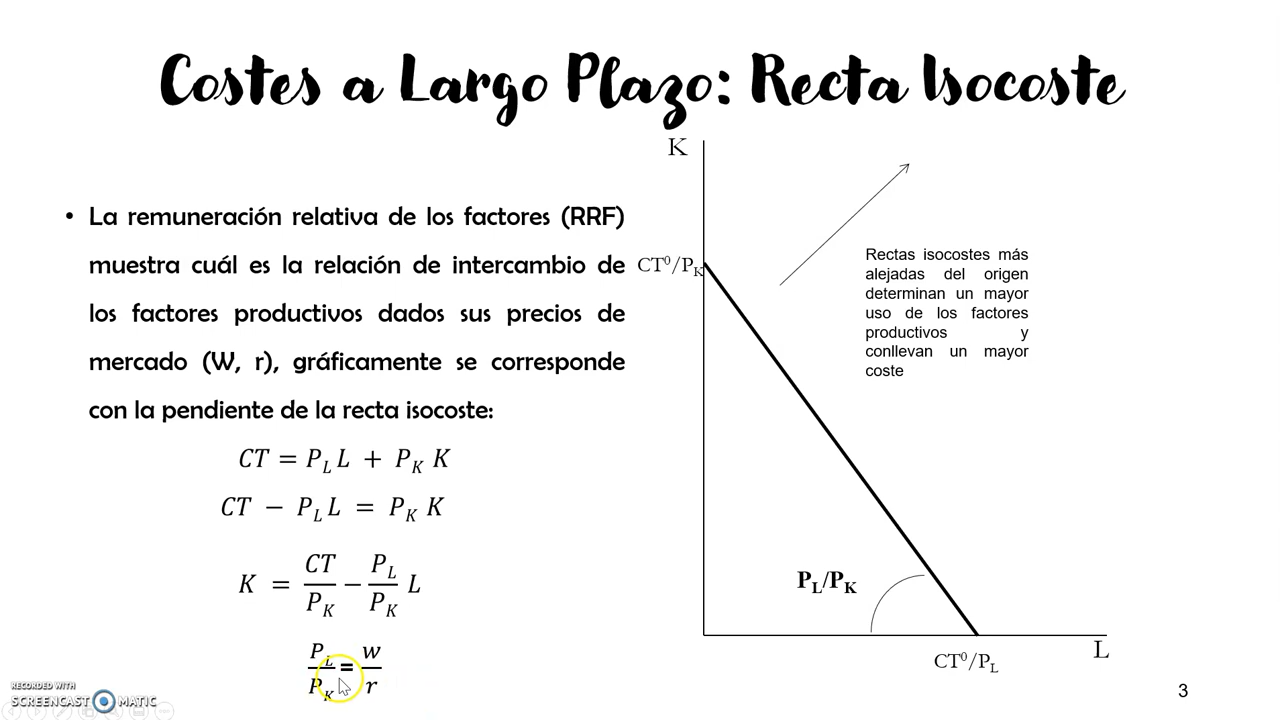 Costes a Largo Plazo: Recta Isocoste
• La remuneración relativa de los factores (RRF)
muestra cuál es la relación de intercambio de
los factores productivos dados sus precios de
mercado (W, r), gráficamente se corresponde
con la pendiente de la recta isocoste:
CT = P_L L + P_K K
CT − P_L L = P_K K
K = CT/P_K − P_L/P_K L
P_L/P_K = w/r
K
CT⁰/P_K
Rectas isocostes más
alejadas del origen
determinan un mayor
uso de los factores
productivos y
conllevan un mayor
coste
P_L/P_K
CT⁰/P_L
L
RECORDED WITH
SCREENCAST MATIC
3